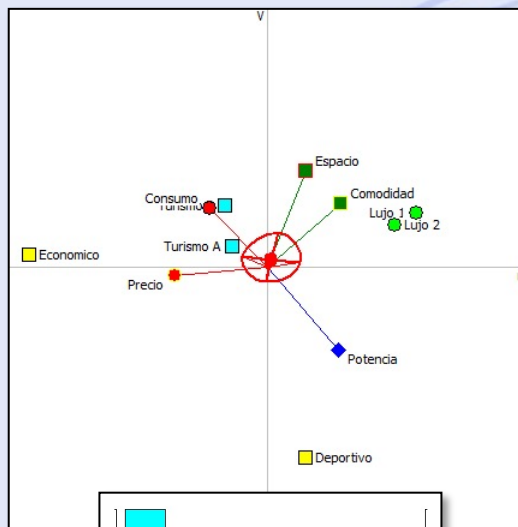 V
Espacio
Consumo
Comodidad
Lujo 1
Lujo 2
Turismo A
Economico
Precio
Potencia
Deportivo